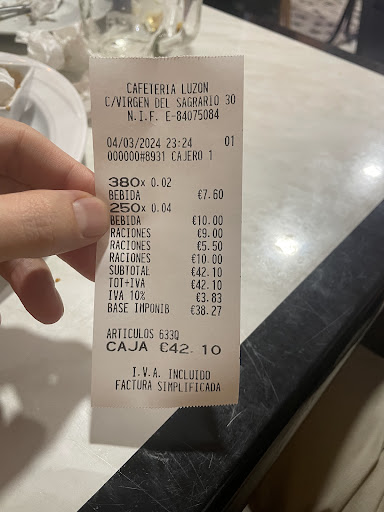 CAFETERIA LUZON
C/VIRGEN DEL SAGRARIO 30
N.I.F. E-84075084
04/03/2024 23:24 01
000000#8931 CAJERO 1
380x 0.02
BEBIDA €7.60
250x 0.04
BEBIDA €10.00
RACIONES €9.00
RACIONES €5.50
RACIONES €10.00
SUBTOTAL €42.10
TOT+IVA €42.10
IVA 10% €3.83
BASE IMPONIB €38.27
ARTICULOS 633Q
CAJA €42.10
I.V.A. INCLUIDO
FACTURA SIMPLIFICADA